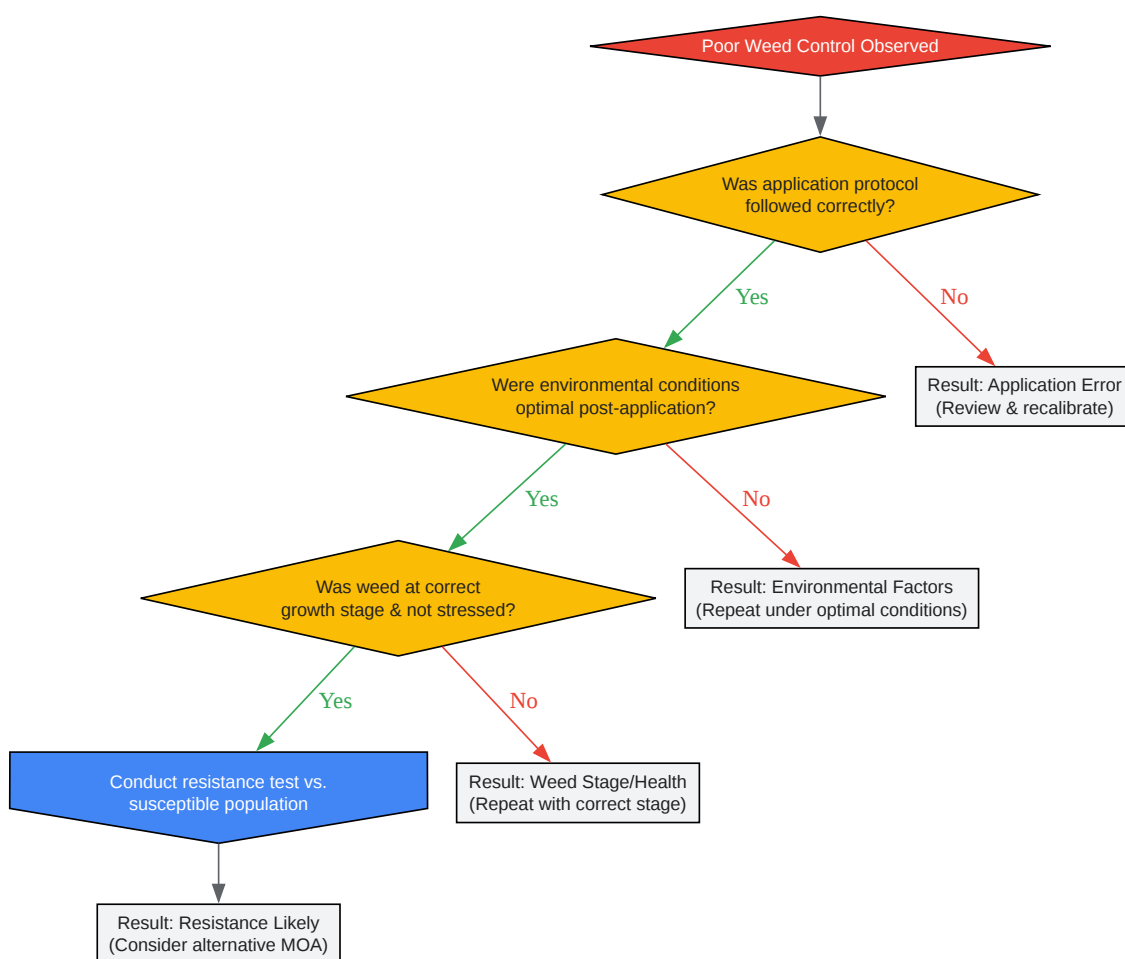 Poor Weed Control Observed
Was application protocol
followed correctly?
Yes
No
Were environmental conditions
optimal post-application?
Result: Application Error
(Review & recalibrate)
Yes
No
Was weed at correct
growth stage & not stressed?
Result: Environmental Factors
(Repeat under optimal conditions)
Yes
No
Conduct resistance test vs.
susceptible population
Result: Weed Stage/Health
(Repeat with correct stage)
Result: Resistance Likely
(Consider alternative MOA)